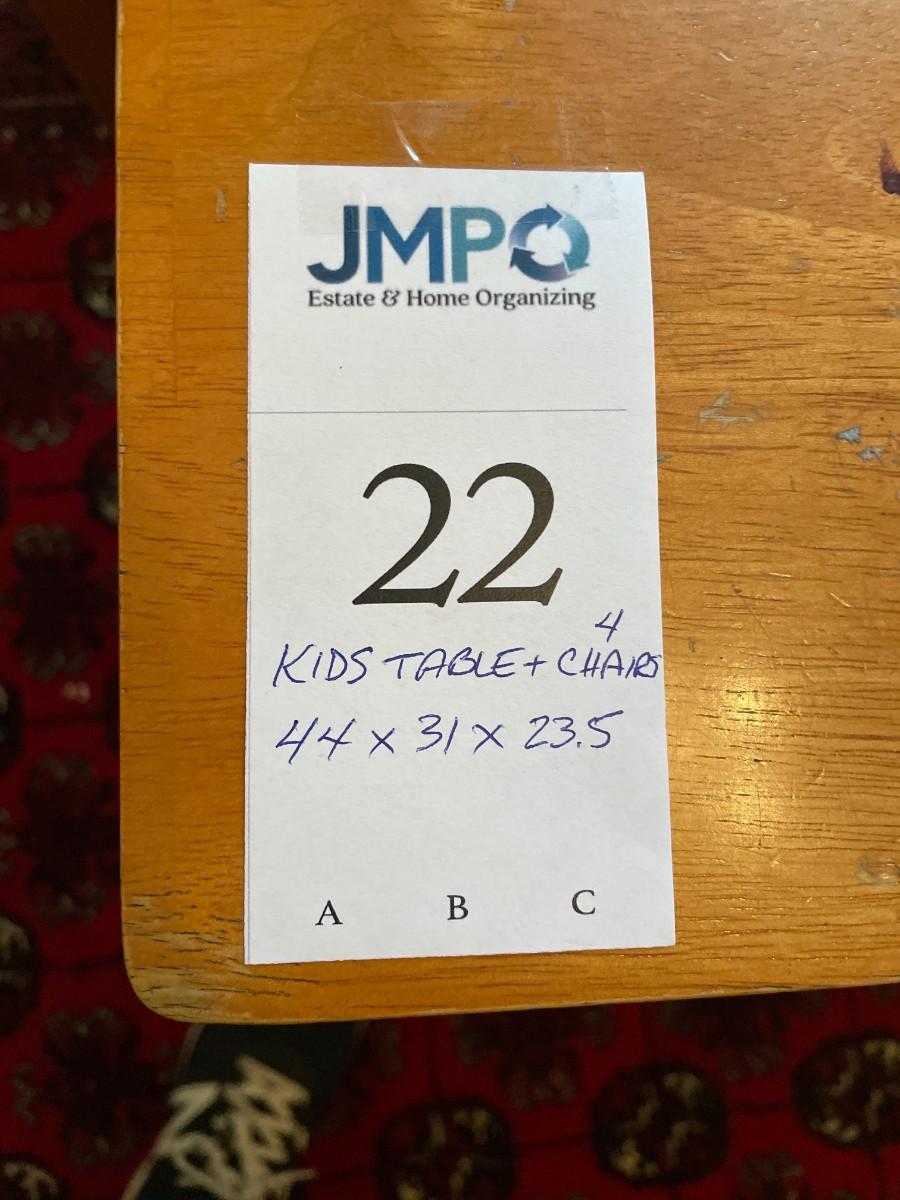 JMPO
Estate & Home Organizing
22
4
KIDS TABLE + CHAIRS
44 x 31 x 23.5
A B C